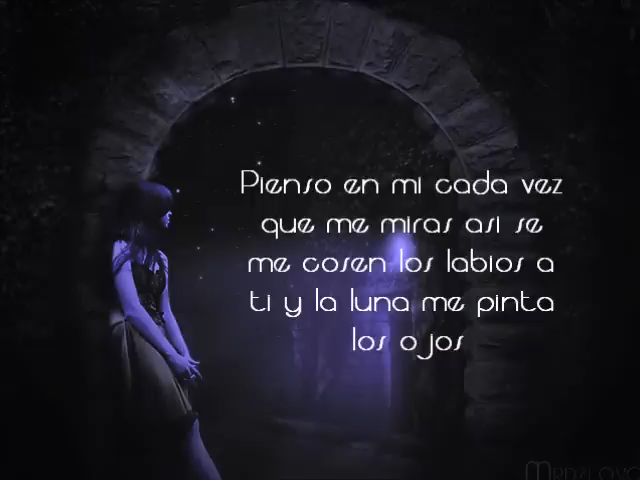 Pienso en mi cada vez
que me miras asi se
me cosen los labios a
ti y la luna me pinta
los ojos